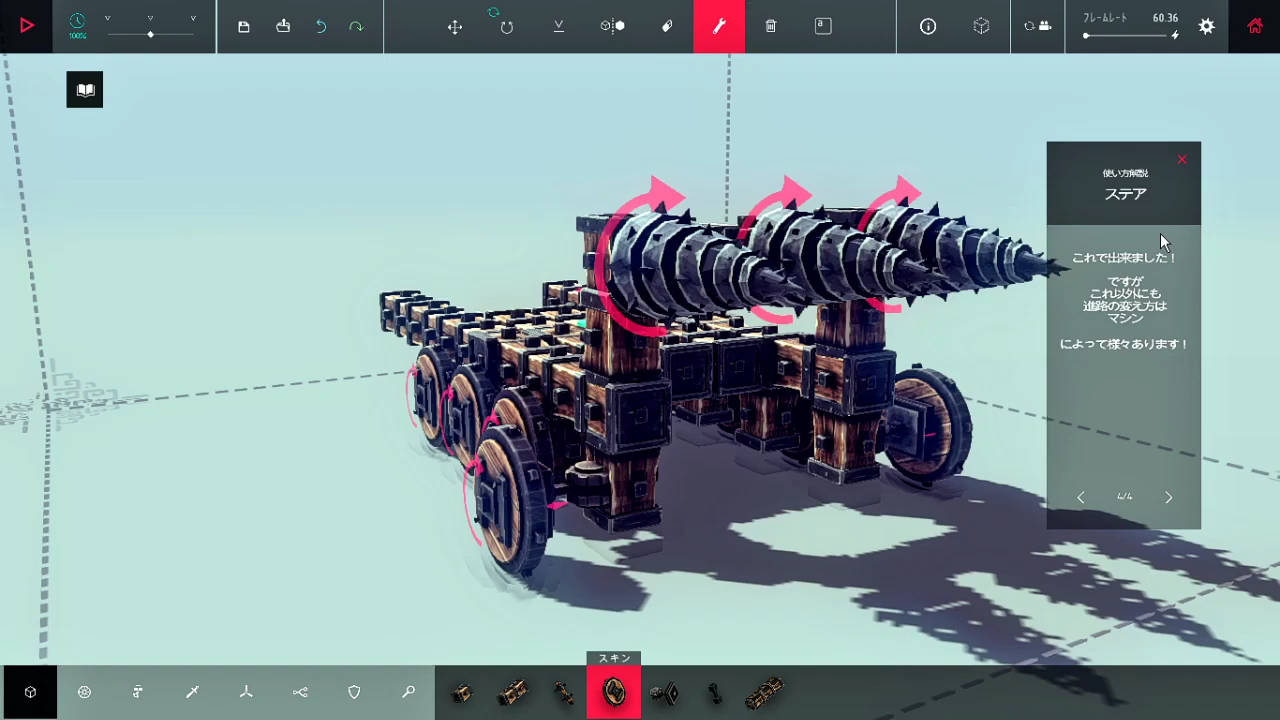 100%
a
フレームレート 60.36
使い方解説
ステア
これで出来ました！
ですが
これ以外にも
進路の変え方は
マシン
によって様々あります！
4/4
スキン